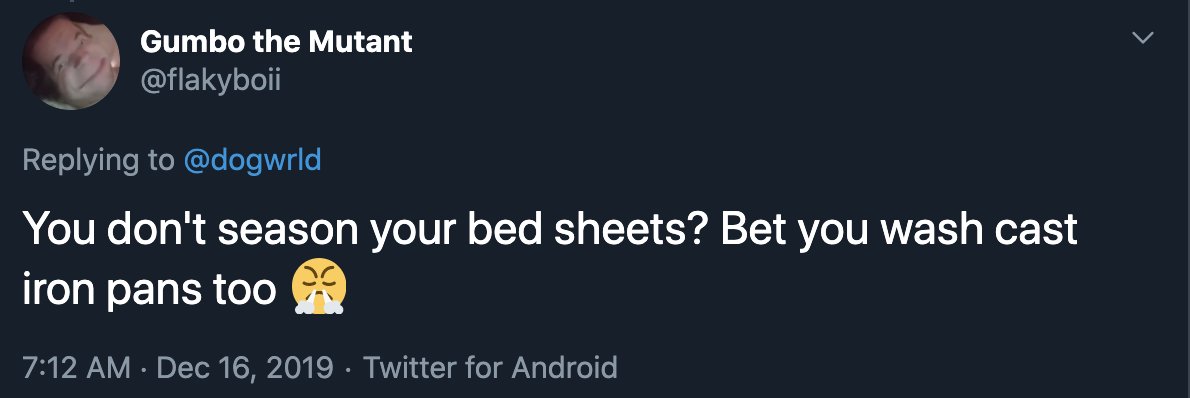 Gumbo the Mutant
@flakyboii
Replying to @dogwrld
You don't season your bed sheets? Bet you wash cast
iron pans too 😤
7:12 AM · Dec 16, 2019 · Twitter for Android